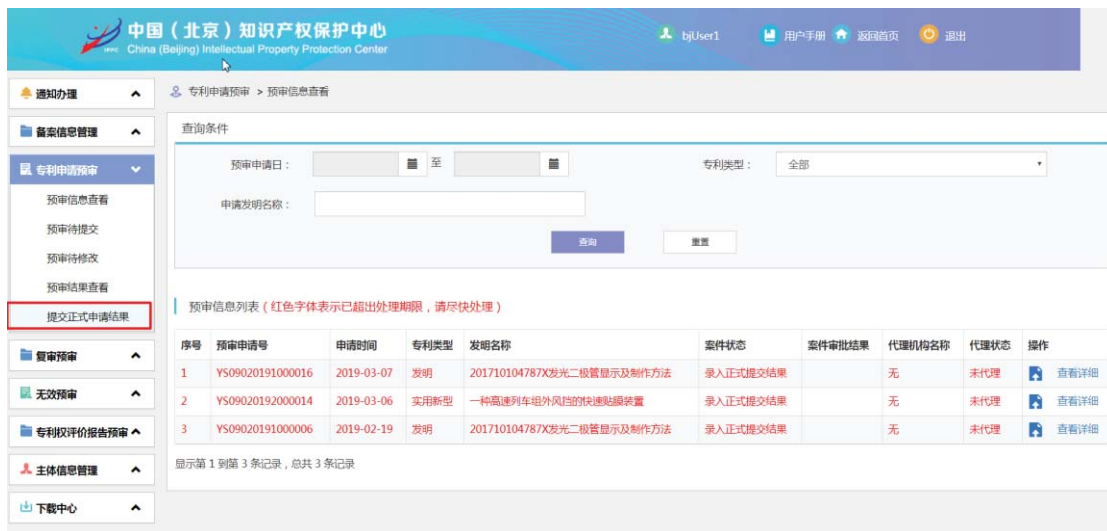 中国（北京）知识产权保护中心
IPPC China (Beijing) Intellectual Property Protection Center
bjUser1 用户手册 返回首页 退出
通知办理
备案信息管理
专利申请预审
预审信息查看
预审待提交
预审待修改
预审结果查看
提交正式申请结果
复审预审
无效预审
专利权评价报告预审
主体信息管理
下载中心
专利申请预审 > 预审信息查看
查询条件
预审申请日： 至 专利类型： 全部
申请发明名称：
查询 重置
预审信息列表（红色字体表示已超出处理期限，请尽快处理）
序号 预审申请号 申请时间 专利类型 发明名称 案件状态 案件审批结果 代理机构名称 代理状态 操作
1 YS09020191000016 2019-03-07 发明 201710104787X发光二极管显示及制作方法 录入正式提交结果 无 未代理 查看详细
2 YS09020192000014 2019-03-06 实用新型 一种高速列车组外风挡的快速贴膜装置 录入正式提交结果 无 未代理 查看详细
3 YS09020191000006 2019-02-19 发明 201710104787X发光二极管显示及制作方法 录入正式提交结果 无 未代理 查看详细
显示第 1 到第 3 条记录，总共 3 条记录